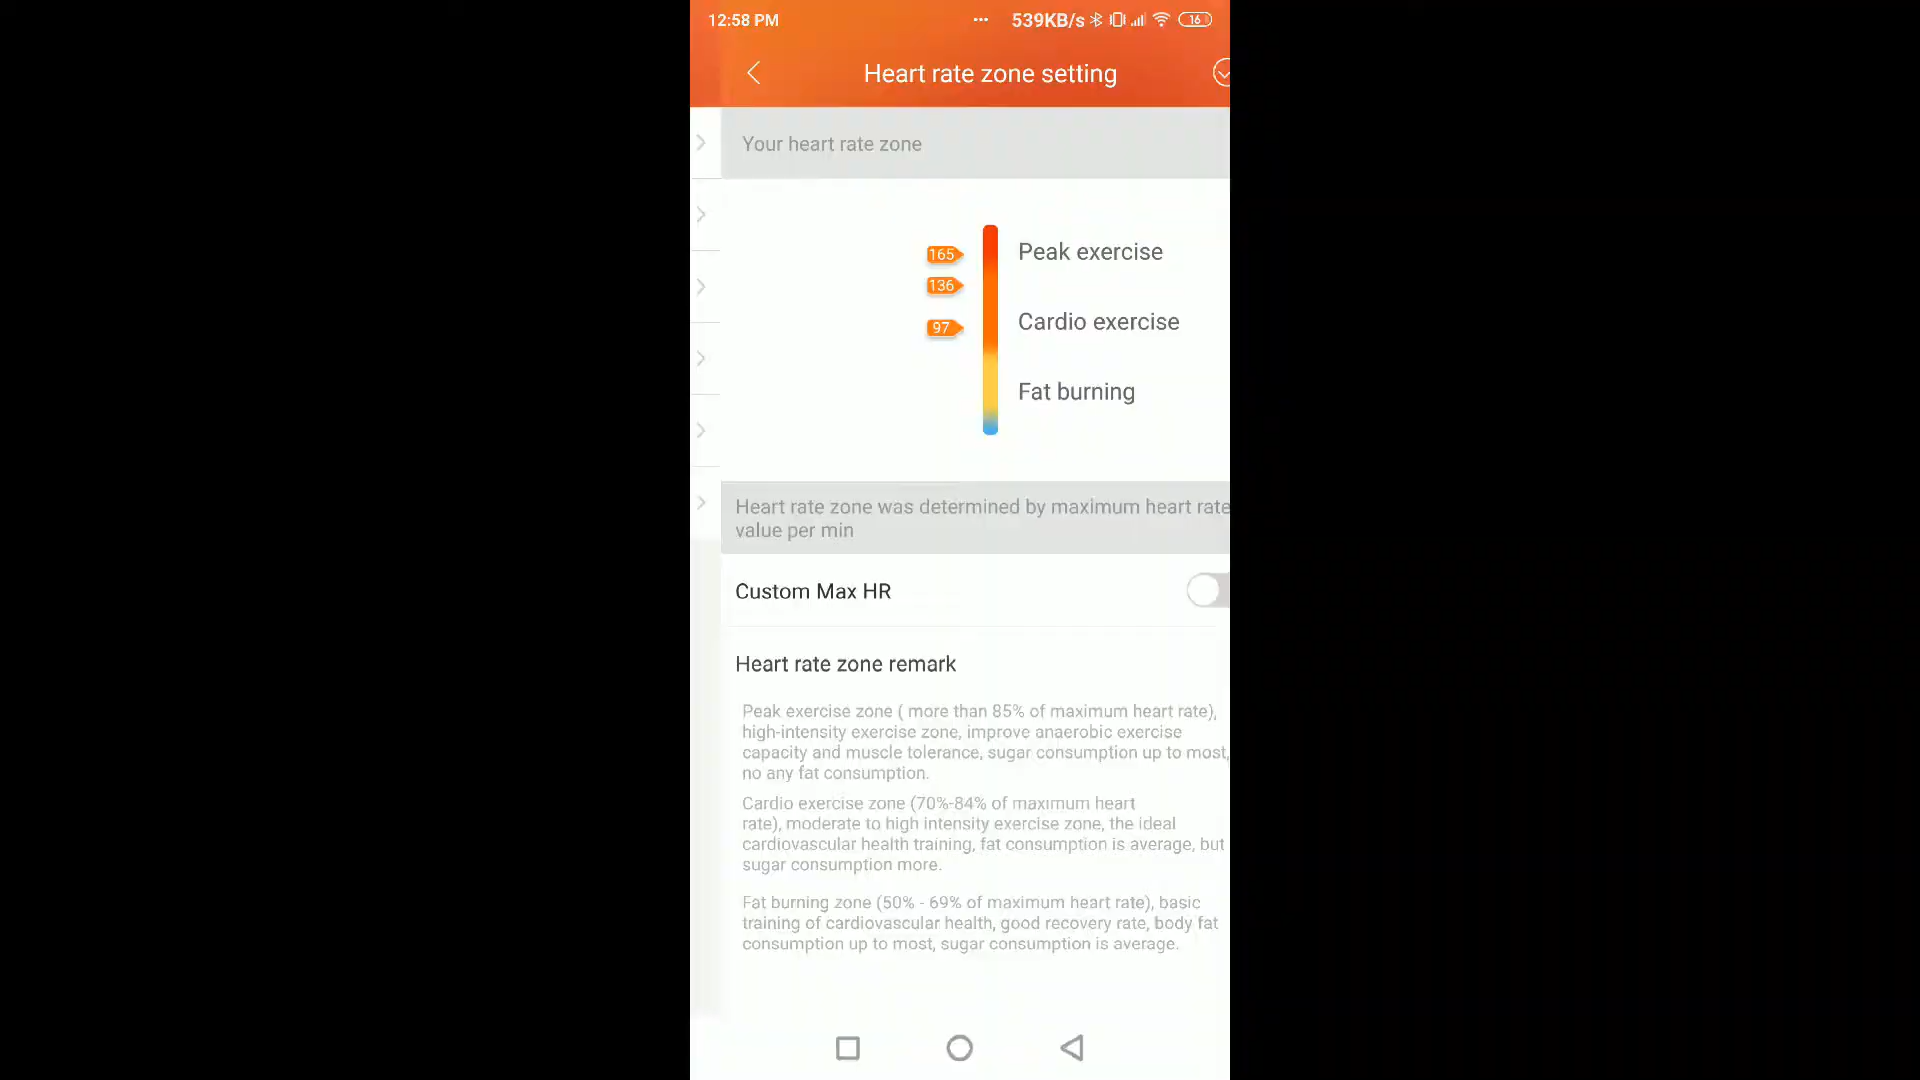 12:58 PM
539KB/s
16
Heart rate zone setting
Your heart rate zone
165
Peak exercise
136
Cardio exercise
97
Fat burning
Heart rate zone was determined by maximum heart rate
value per min
Custom Max HR
Heart rate zone remark
Peak exercise zone ( more than 85% of maximum heart rate),
high-intensity exercise zone, improve anaerobic exercise
capacity and muscle tolerance, sugar consumption up to most,
no any fat consumption.
Cardio exercise zone (70%-84% of maximum heart
rate), moderate to high intensity exercise zone, the ideal
cardiovascular health training, fat consumption is average, but
sugar consumption more.
Fat burning zone (50% - 69% of maximum heart rate), basic
training of cardiovascular health, good recovery rate, body fat
consumption up to most, sugar consumption is average.